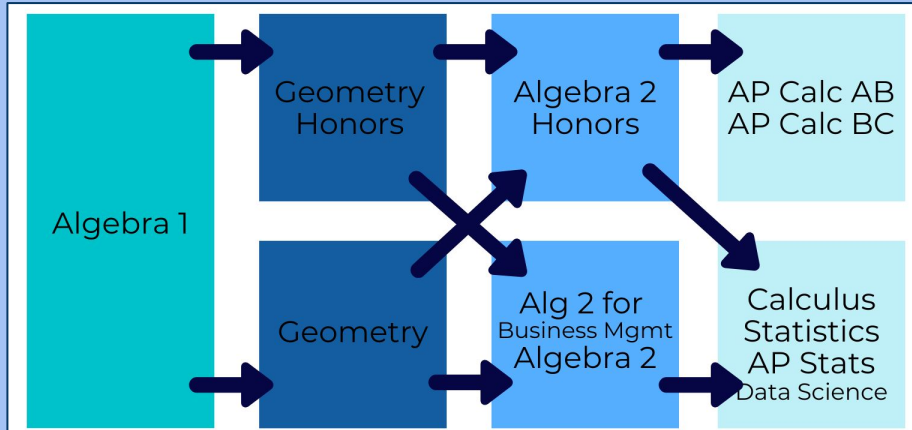 Algebra 1
Geometry
Honors
Geometry
Algebra 2
Honors
Alg 2 for
Business Mgmt
Algebra 2
AP Calc AB
AP Calc BC
Calculus
Statistics
AP Stats
Data Science